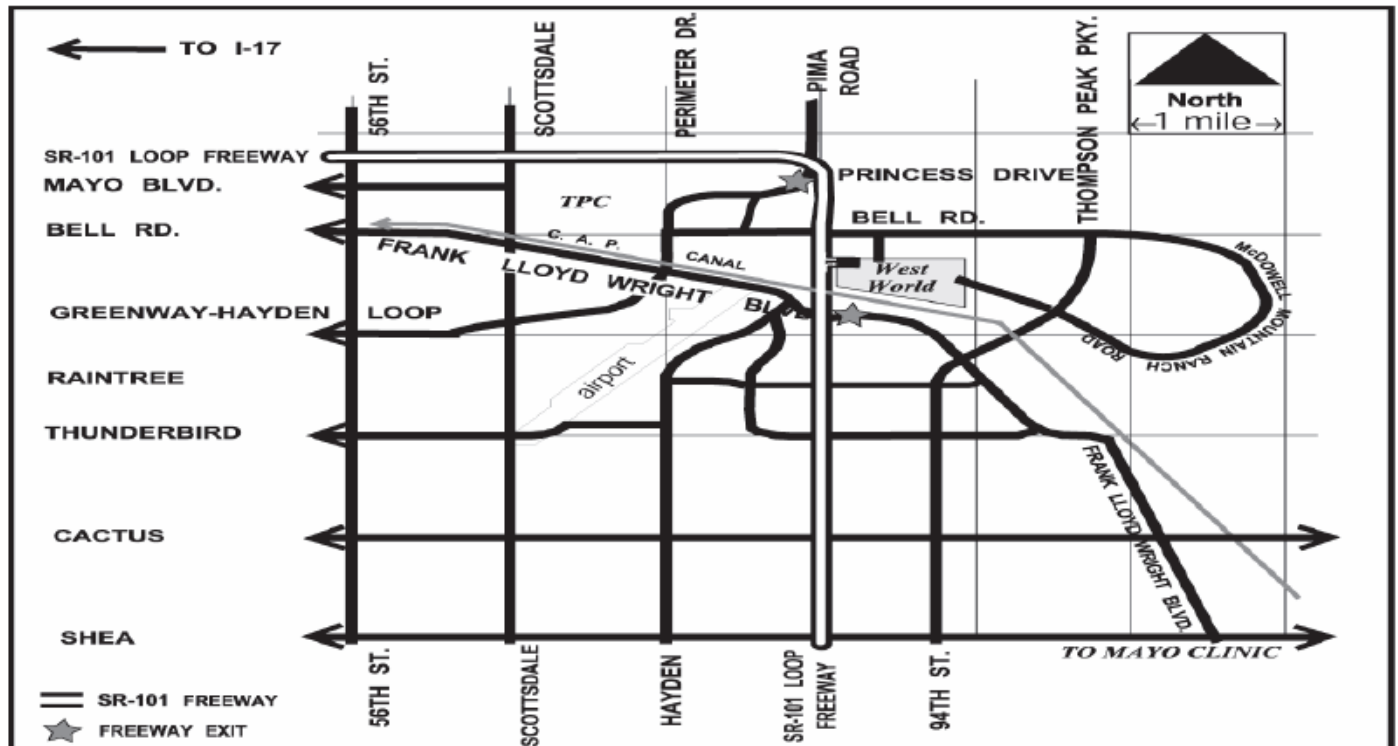 TO I-17
56TH ST.
SCOTTSDALE
PERIMETER DR.
PIMA
ROAD
THOMPSON PEAK PKY.
North
1 mile
SR-101 LOOP FREEWAY
MAYO BLVD.
BELL RD.
GREENWAY-HAYDEN LOOP
RAINTREE
THUNDERBIRD
CACTUS
SHEA
TPC
PRINCESS DRIVE
BELL RD.
C. A. P. CANAL
FRANK LLOYD WRIGHT BLVD.
West
World
McDOWELL MOUNTAIN RANCH ROAD
airport
FRANK LLOYD WRIGHT BLVD.
TO MAYO CLINIC
56TH ST.
SCOTTSDALE
HAYDEN
SR-101 LOOP
FREEWAY
94TH ST.
SR-101 FREEWAY
FREEWAY EXIT